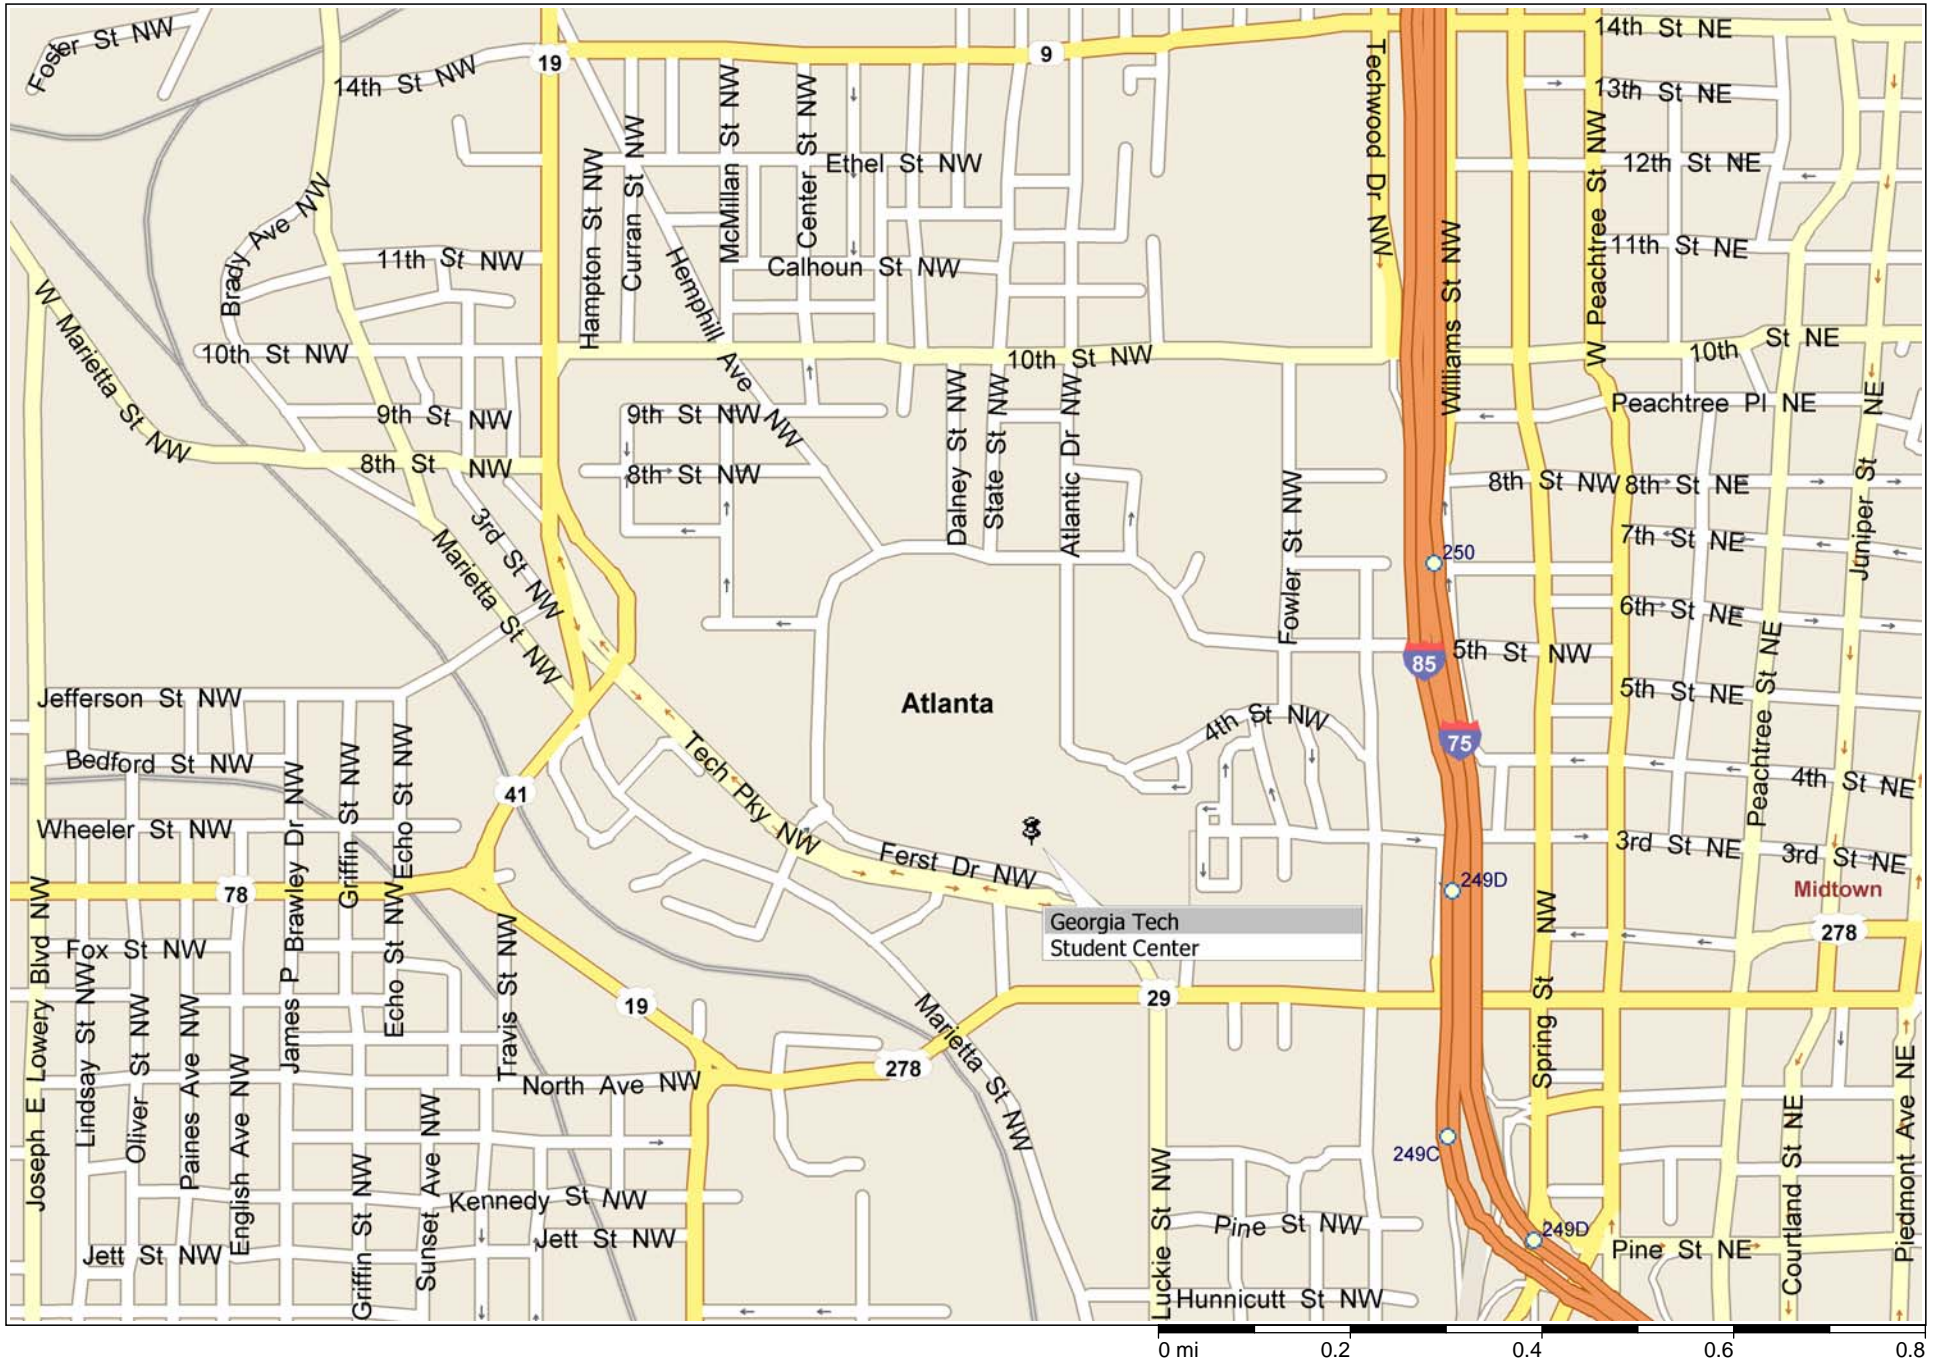 Foster St NW
14th St NW
19
9
Techwood Dr NW
14th St NE
13th St NE
12th St NE
11th St NE
Brady Ave NW
11th St NW
Hampton St NW
Curran St NW
Hemphill Ave NW
McMillan St NW
Center St NW
Ethel St NW
Calhoun St NW
Williams St NW
W Peachtree St NW
W Marietta St NW
10th St NW
10th St NW
10th St NE
Peachtree Pl NE
9th St NW
9th St NW
8th St NW
8th St NW
8th St NW
8th St NE
Dalney St NW
State St NW
Atlantic Dr NW
Fowler St NW
Juniper St NE
7th St NE
3rd St NW
Marietta St NW
250
6th St NE
85
5th St NW
5th St NE
Peachtree St NE
Jefferson St NW
Atlanta
4th St NW
75
4th St NE
Bedford St NW
Tech Pky NW
41
Wheeler St NW
James P Brawley Dr NW
Griffin St NW
Echo St NW
Ferst Dr NW
3rd St NE
3rd St NE
249D
Midtown
78
Georgia Tech
Student Center
278
Fox St NW
Echo St NW
Travis St NW
Joseph E Lowery Blvd NW
Lindsay St NW
Oliver St NW
Paines Ave NW
English Ave NW
19
29
Marietta St NW
278
North Ave NW
Spring St NW
Sunset Ave NW
Griffin St NW
Kennedy St NW
Jett St NW
Jett St NW
249C
Luckie St NW
Pine St NW
249D
Pine St NE
Courtland St NE
Piedmont Ave NE
Hunnicutt St NW
0 mi 0.2 0.4 0.6 0.8